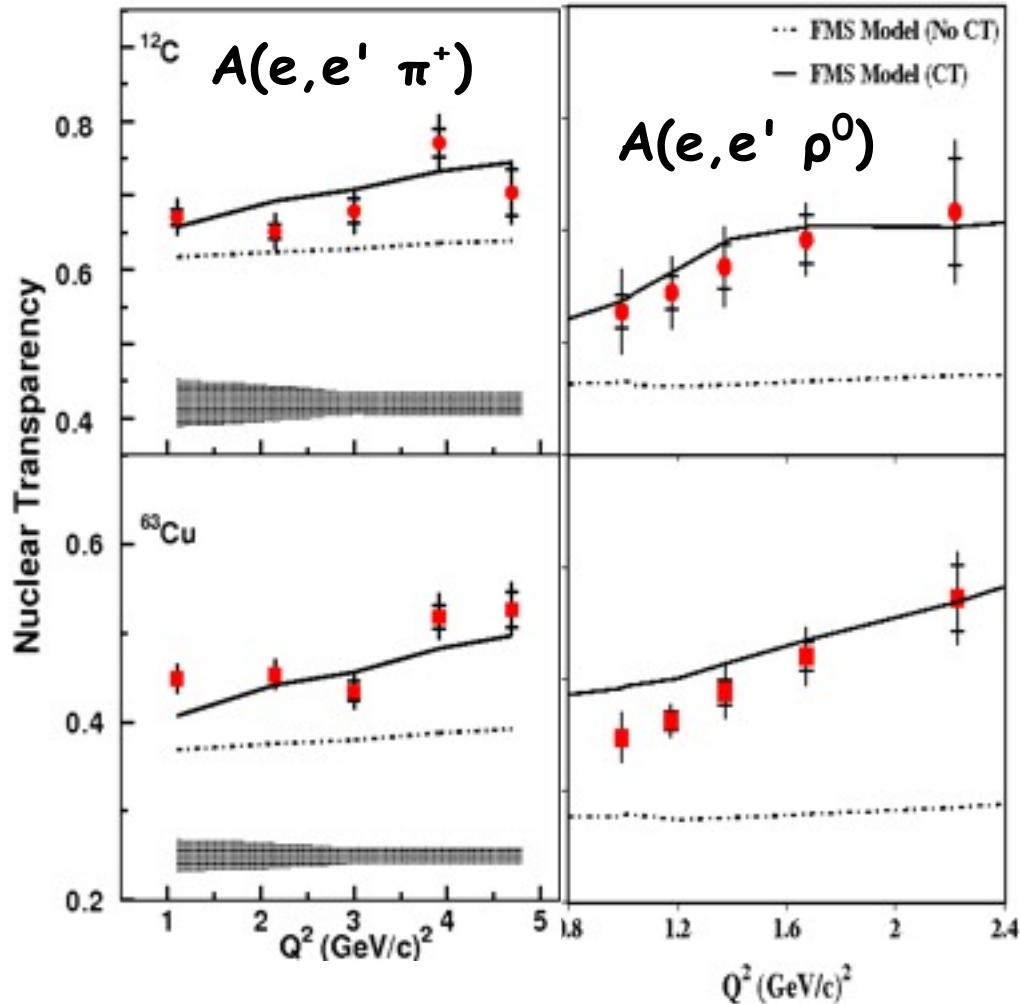 ¹²C
A(e,e' π⁺)
0.8
0.6
0.4
Nuclear Transparency
FMS Model (No CT)
FMS Model (CT)
A(e,e' ρ⁰)
⁶³Cu
0.6
0.4
0.2
1 2 3 4 5
Q² (GeV/c)²
0.8 1.2 1.6 2 2.4
Q² (GeV/c)²